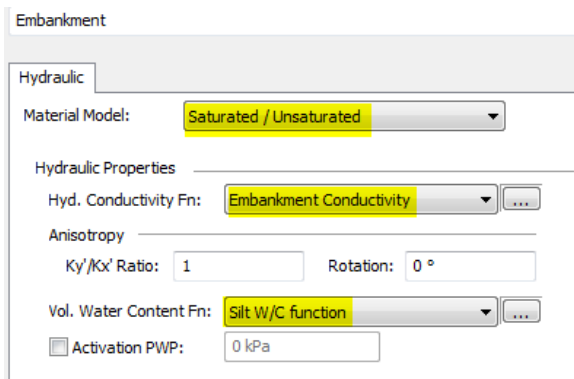 Embankment
Hydraulic
Material Model: Saturated / Unsaturated
Hydraulic Properties
Hyd. Conductivity Fn: Embankment Conductivity ...
Anisotropy
Ky'/Kx' Ratio: 1 Rotation: 0 °
Vol. Water Content Fn: Silt W/C function ...
Activation PWP: 0 kPa